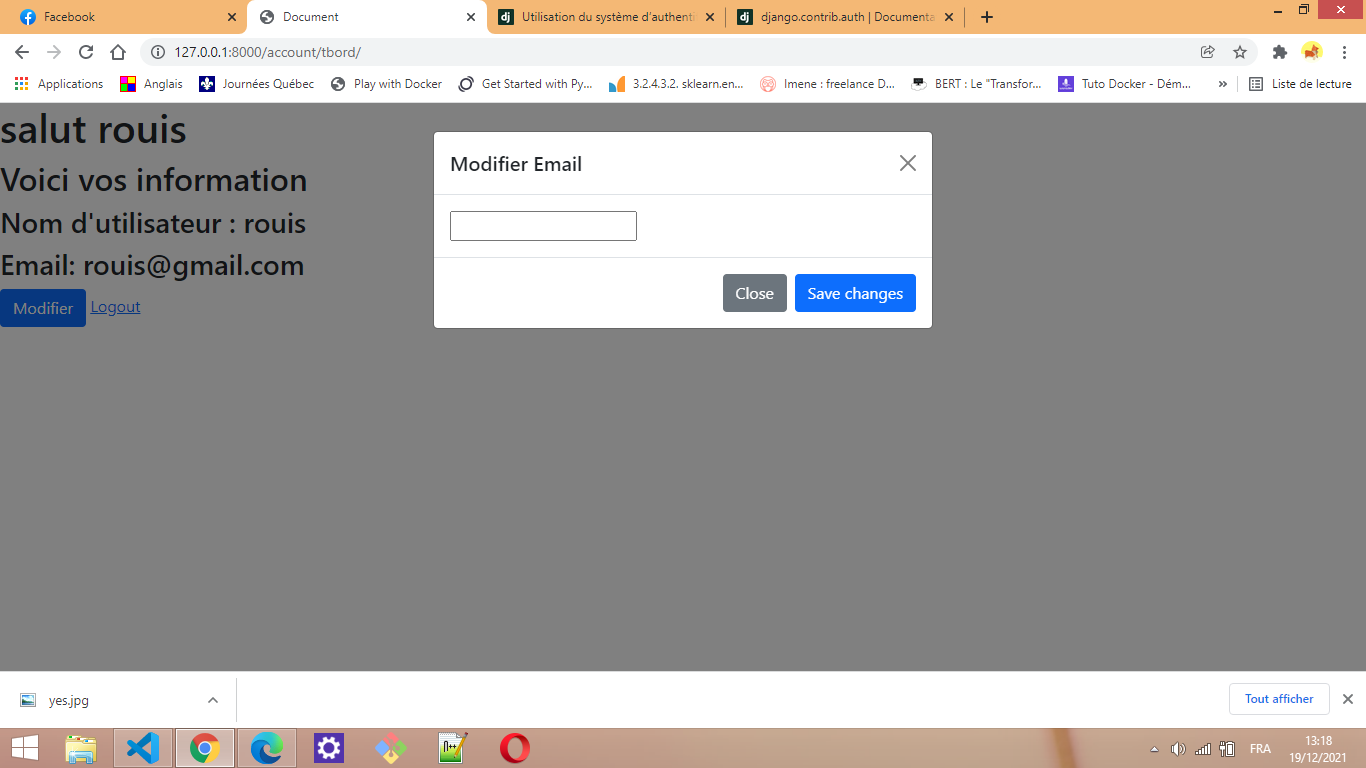 Facebook
Document
Utilisation du système d'authenti
django.contrib.auth | Documenta
127.0.0.1:8000/account/tbord/
Applications
Anglais
Journées Québec
Play with Docker
Get Started with Py...
3.2.4.3.2. sklearn.en...
Imene : freelance D...
BERT : Le "Transfor...
Tuto Docker - Dém...
»
Liste de lecture
salut rouis
Voici vos information
Nom d'utilisateur : rouis
Email: rouis@gmail.com
Modifier Logout
Modifier Email
Close Save changes
yes.jpg
Tout afficher
FRA
13:18
19/12/2021